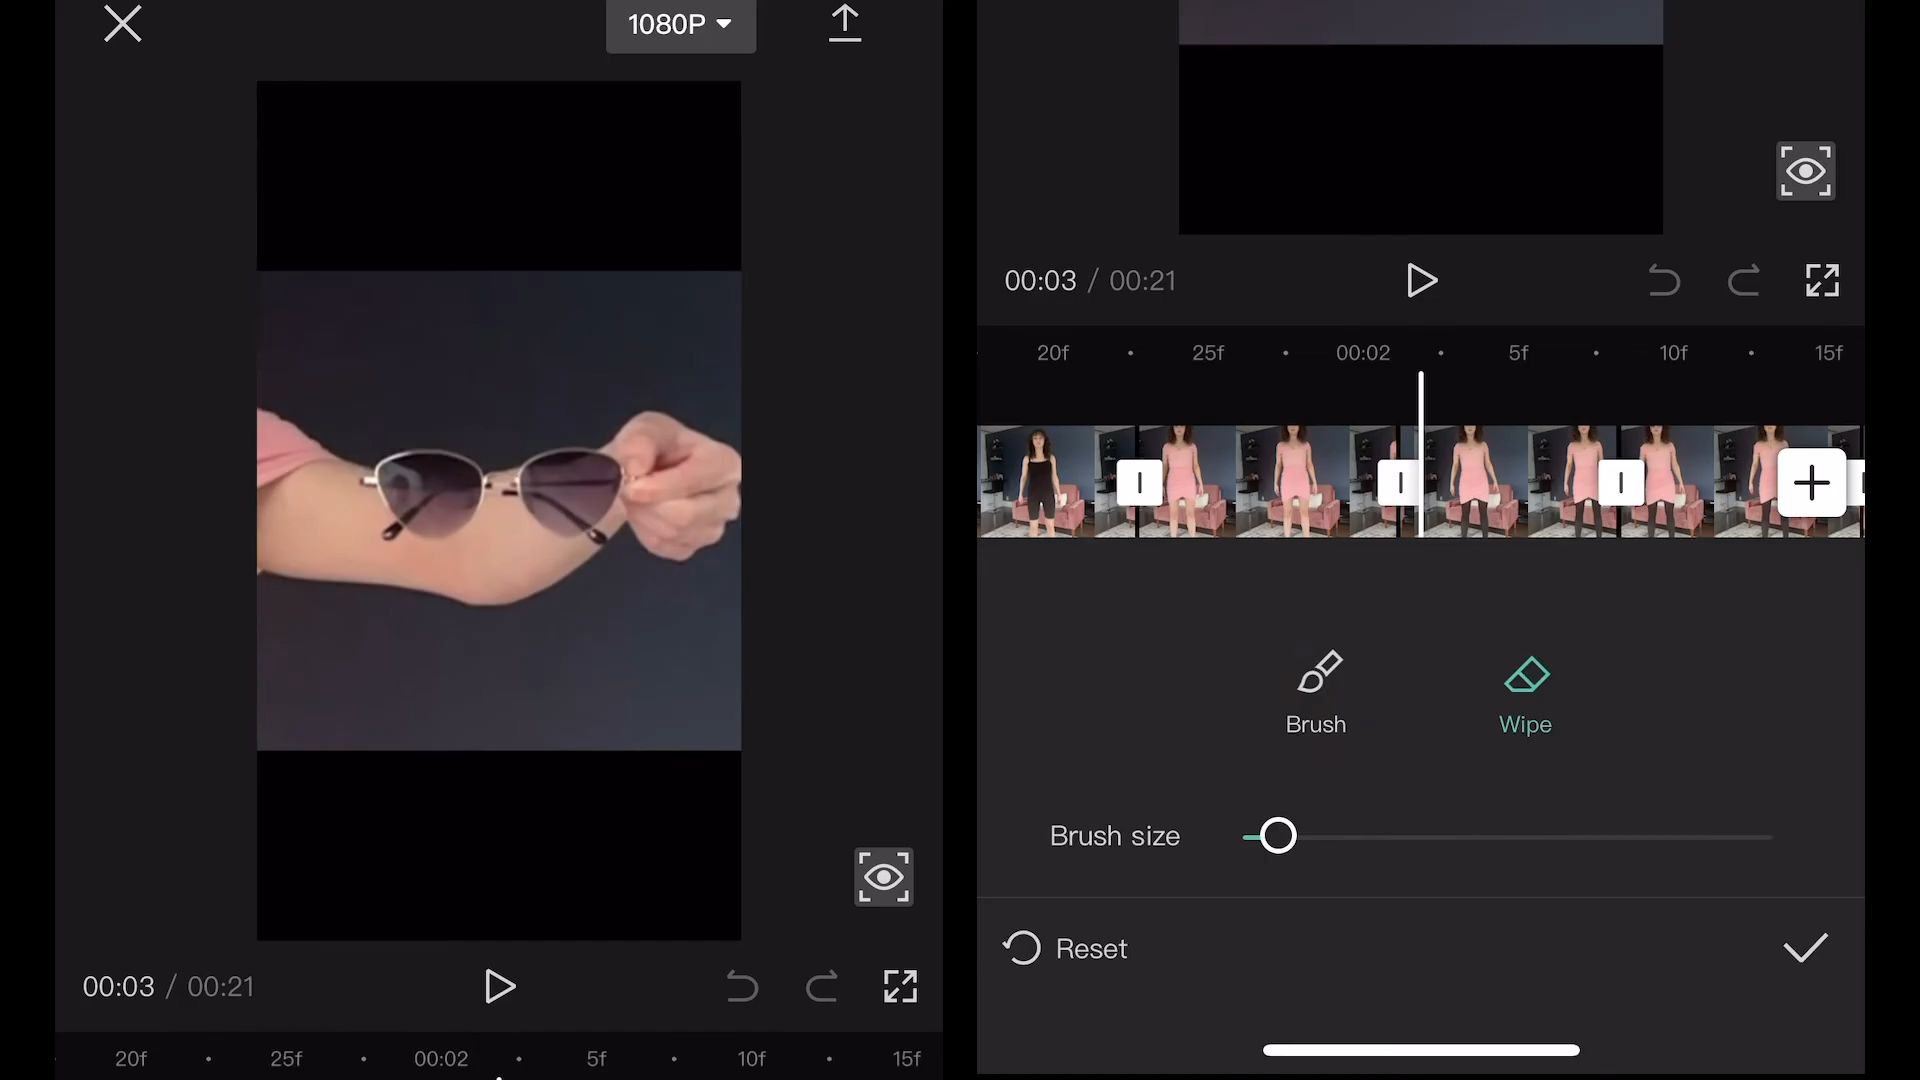 1080P
00:03 / 00:21
20f 25f 00:02 5f 10f 15f
00:03 / 00:21
20f 25f 00:02 5f 10f 15f
Brush Wipe
Brush size
Reset